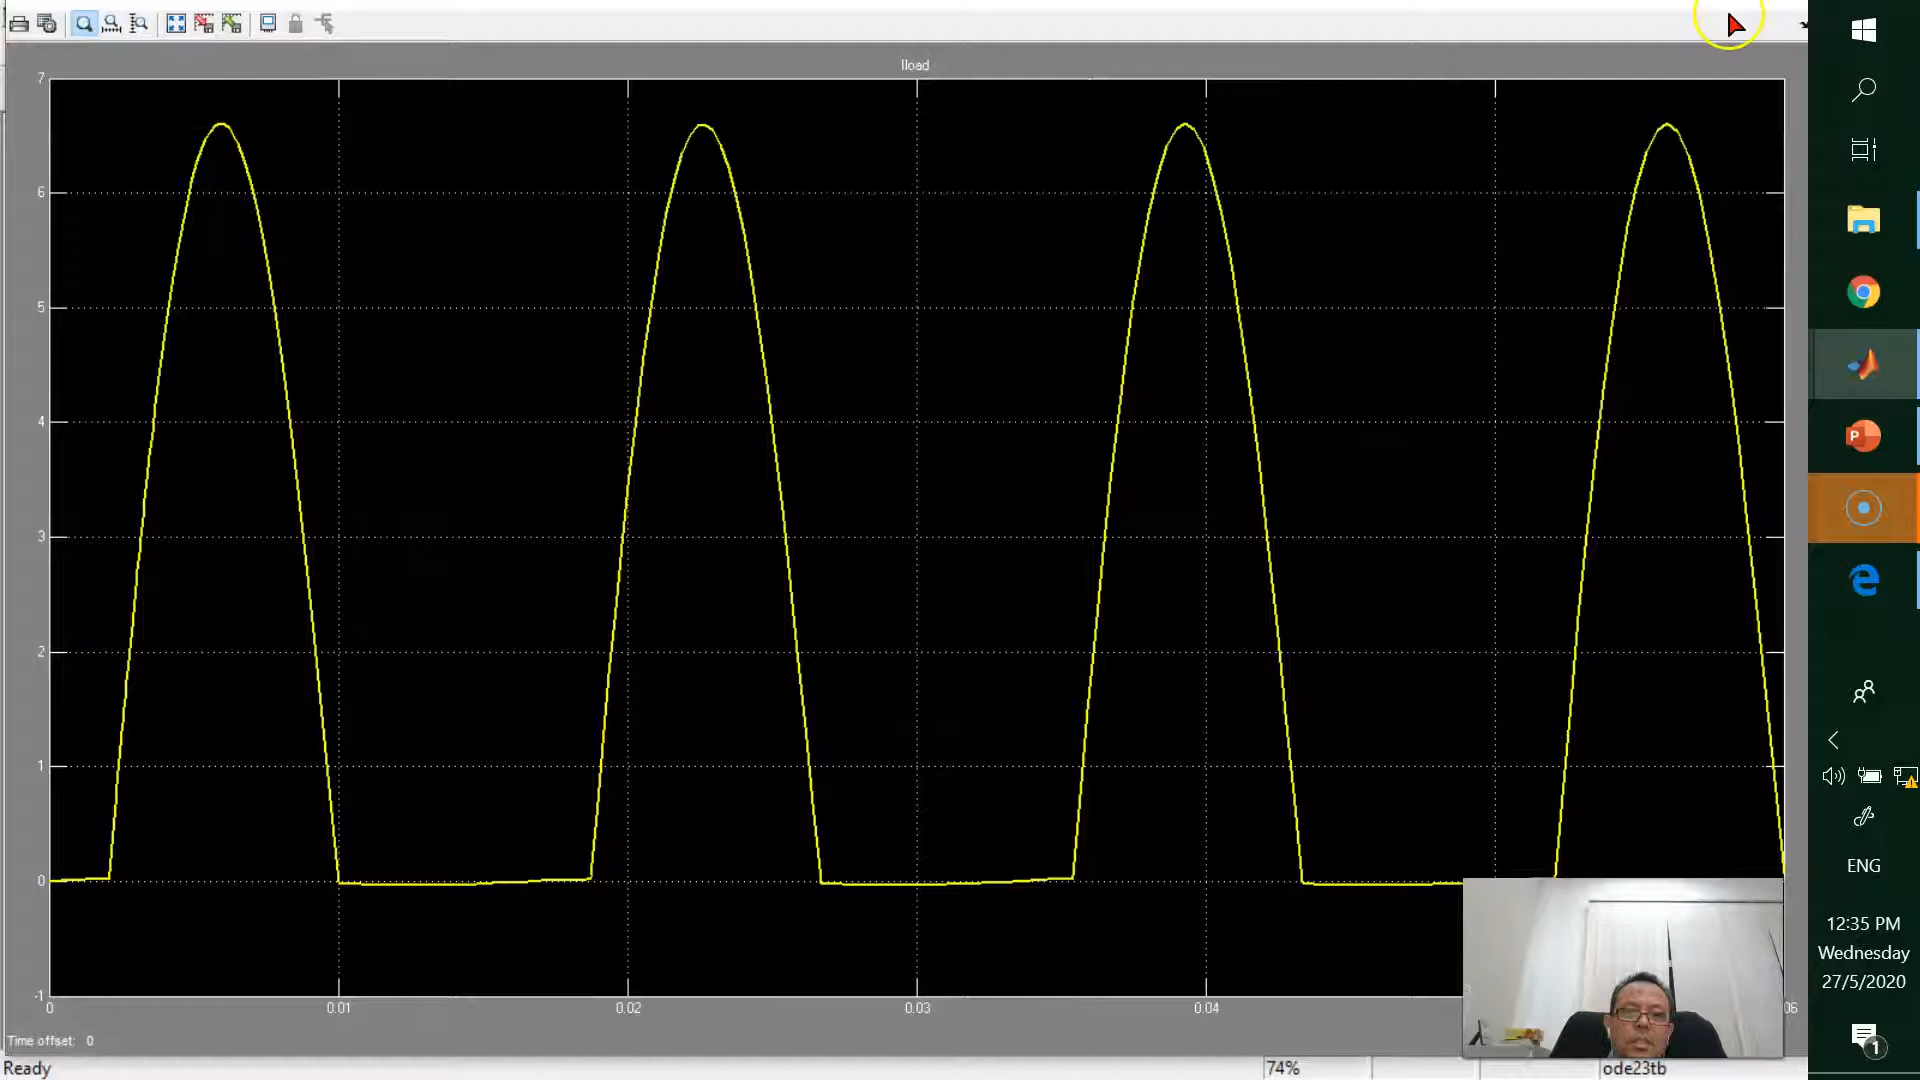 Iload
7
6
5
4
3
2
1
0
-1
0
0.01
0.02
0.03
0.04
06
Time offset: 0
Ready
74%
ode23tb
P
ENG
12:35 PM
Wednesday
27/5/2020
1